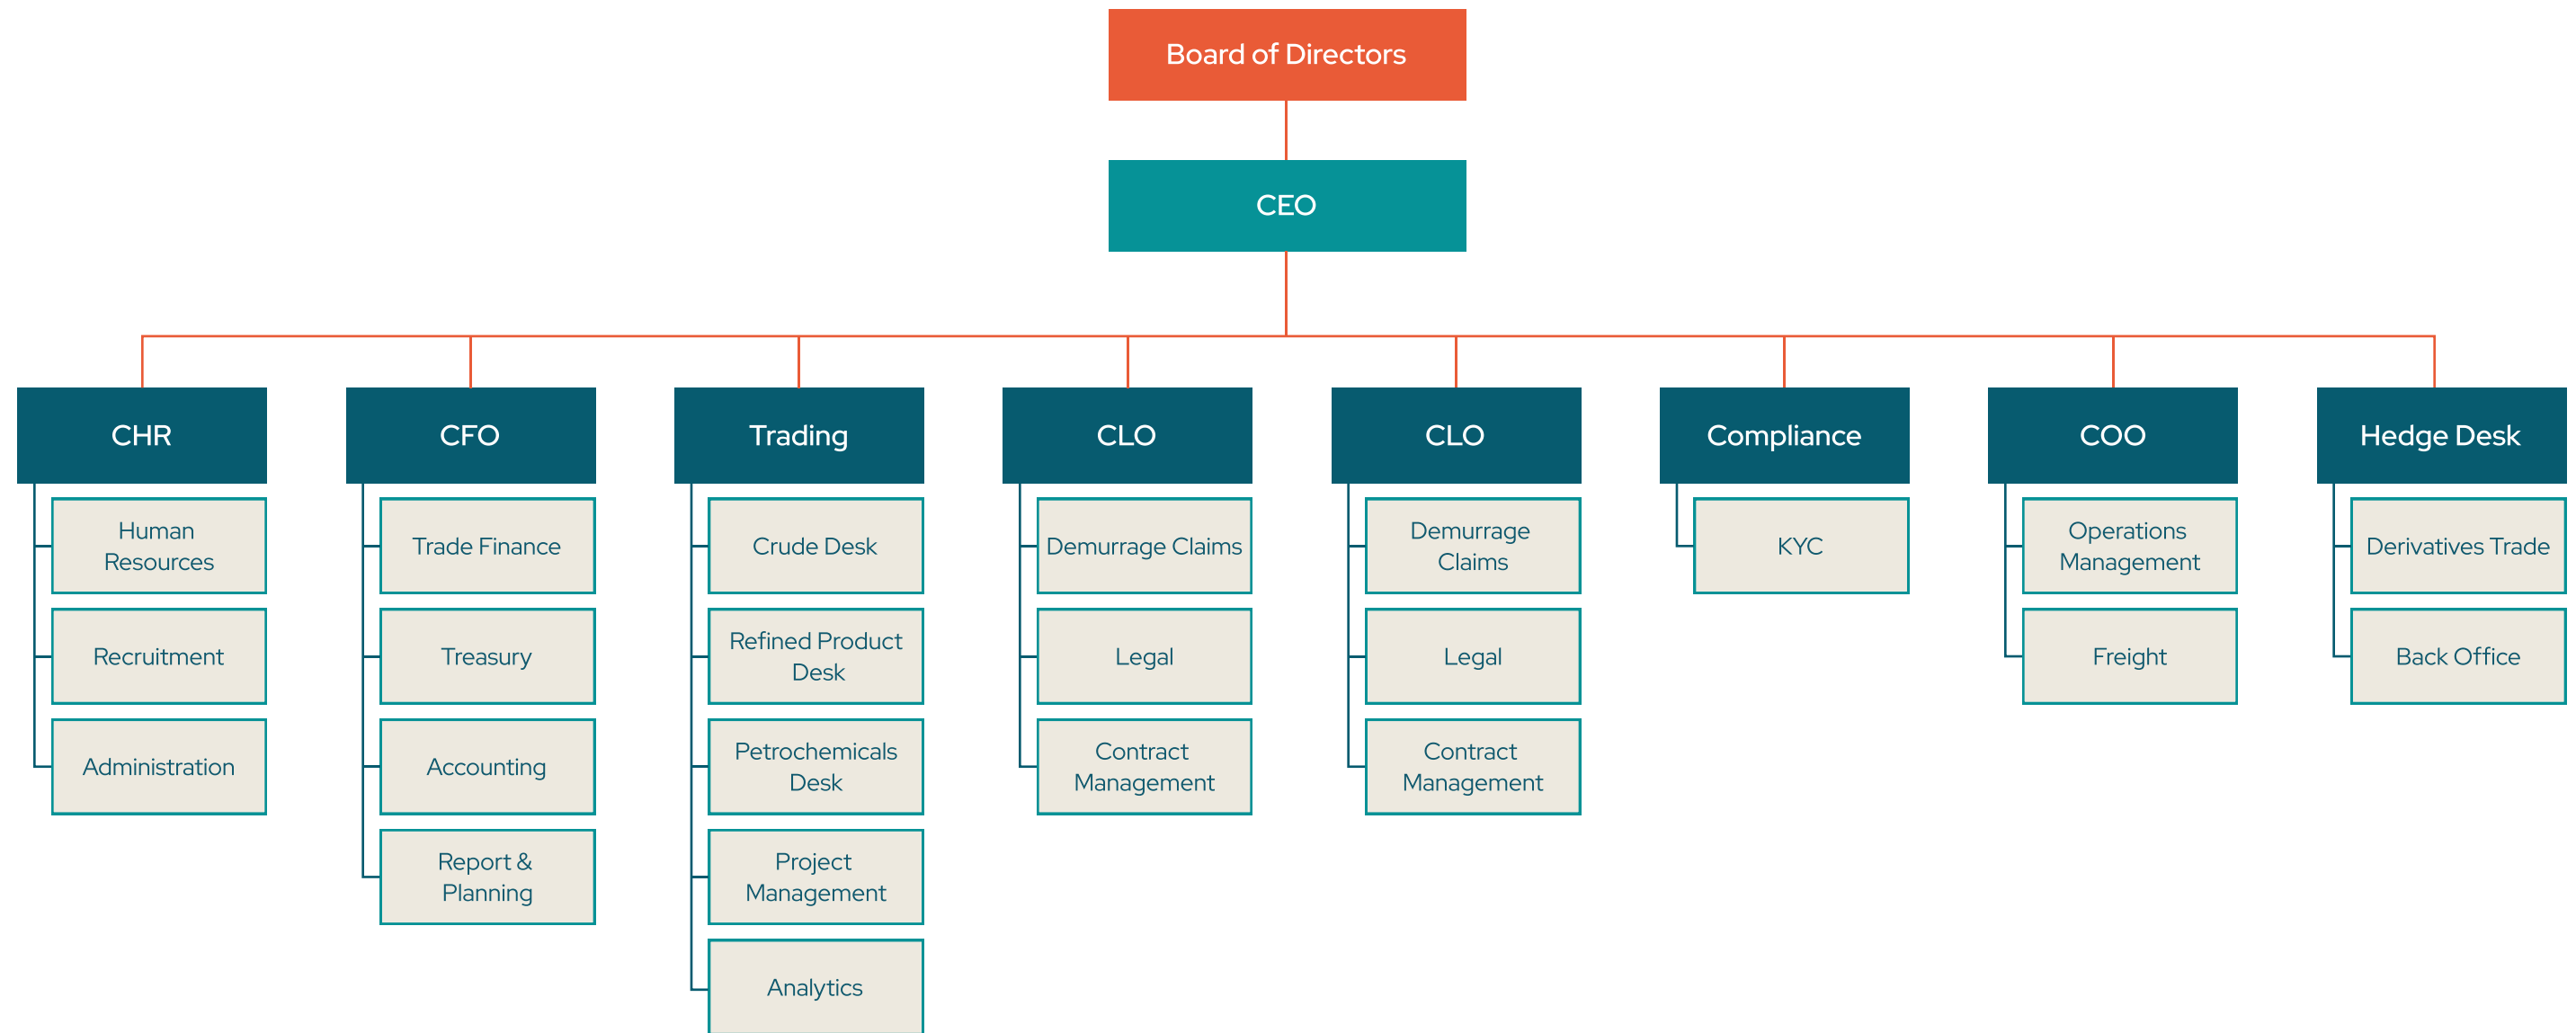 Board of Directors
CEO
CHR
Human
Resources
Recruitment
Administration
CFO
Trade Finance
Treasury
Accounting
Report &
Planning
Trading
Crude Desk
Refined Product
Desk
Petrochemicals
Desk
Project
Management
Analytics
CLO
Demurrage Claims
Legal
Contract
Management
CLO
Demurrage
Claims
Legal
Contract
Management
Compliance
KYC
COO
Operations
Management
Freight
Hedge Desk
Derivatives Trade
Back Office